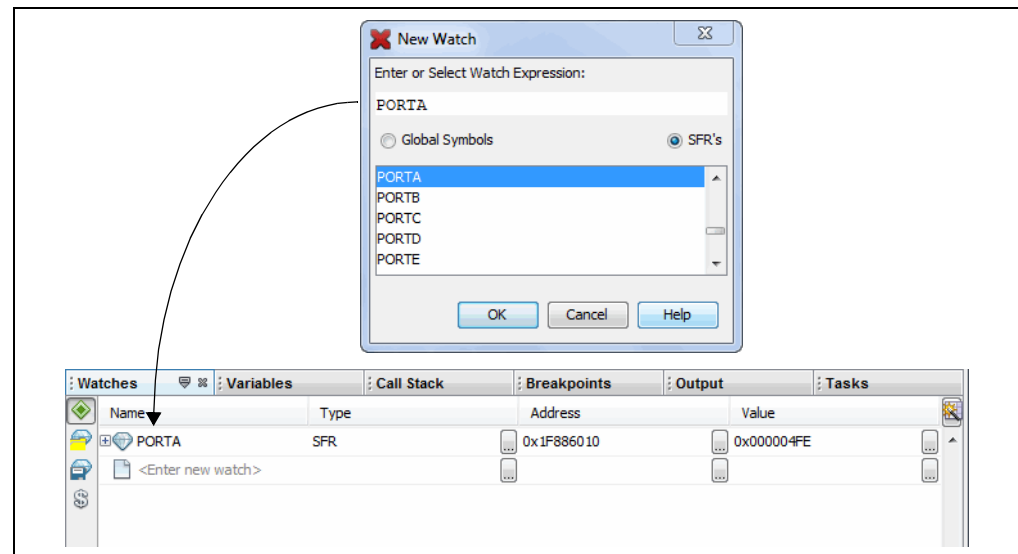 New Watch
Enter or Select Watch Expression:
PORTA
Global Symbols SFR's
PORTA
PORTB
PORTC
PORTD
PORTE
OK Cancel Help
Watches Variables Call Stack Breakpoints Output Tasks
Name Type Address Value
PORTA SFR ... 0x1F886010 ... 0x000004FE ...
<Enter new watch> ... ... ...